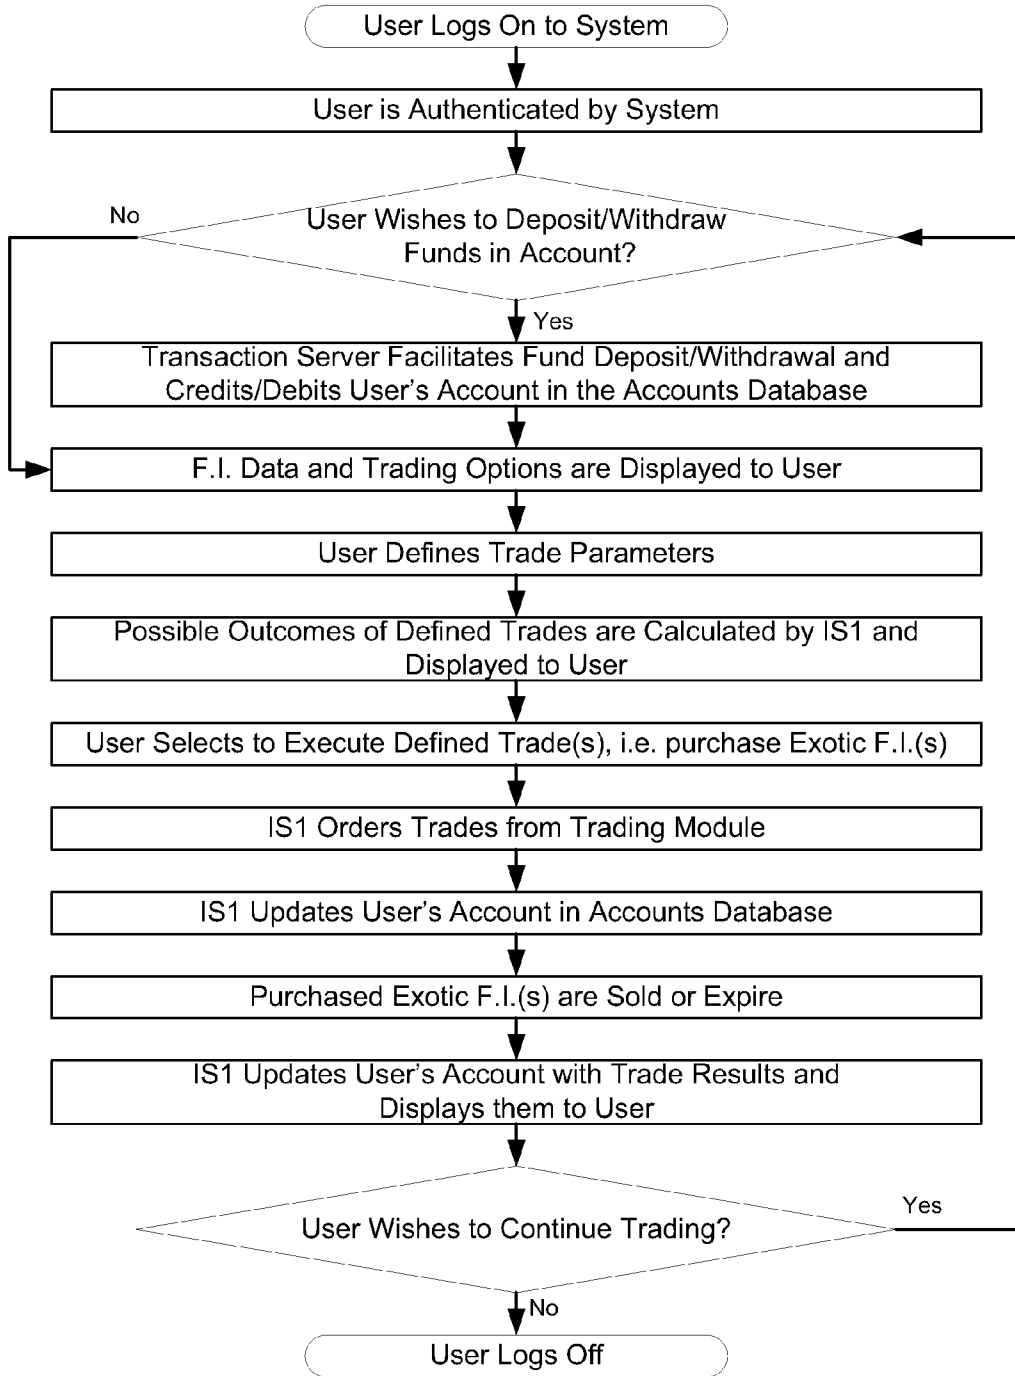 User Logs On to System
User is Authenticated by System
No
User Wishes to Deposit/Withdraw
Funds in Account?
Yes
Transaction Server Facilitates Fund Deposit/Withdrawal and
Credits/Debits User's Account in the Accounts Database
F.I. Data and Trading Options are Displayed to User
User Defines Trade Parameters
Possible Outcomes of Defined Trades are Calculated by IS1 and
Displayed to User
User Selects to Execute Defined Trade(s), i.e. purchase Exotic F.I.(s)
IS1 Orders Trades from Trading Module
IS1 Updates User's Account in Accounts Database
Purchased Exotic F.I.(s) are Sold or Expire
IS1 Updates User's Account with Trade Results and
Displays them to User
Yes
User Wishes to Continue Trading?
No
User Logs Off